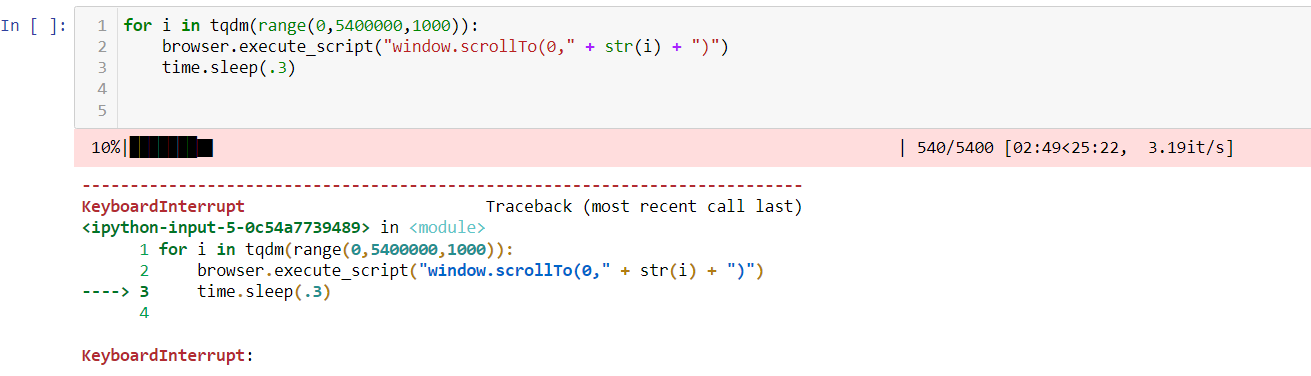 In [ ]:
1 for i in tqdm(range(0,5400000,1000)):
2     browser.execute_script("window.scrollTo(0," + str(i) + ")")
3     time.sleep(.3)
4
5
10%|████████| | 540/5400 [02:49<25:22,  3.19it/s]
---------------------------------------------------------------------------
KeyboardInterrupt                         Traceback (most recent call last)
<ipython-input-5-0c54a7739489> in <module>
      1 for i in tqdm(range(0,5400000,1000)):
      2     browser.execute_script("window.scrollTo(0," + str(i) + ")")
----> 3     time.sleep(.3)
      4
KeyboardInterrupt: